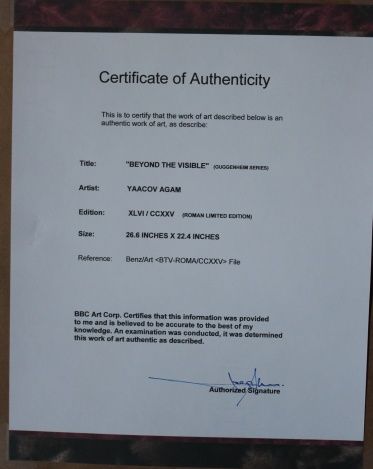 Certificate of Authenticity
This is to certify that the work of art described below is an
authentic work of art, as describe:
Title: "BEYOND THE VISIBLE" (GUGGENHEIM SERIES)
Artist: YAACOV AGAM
Edition: XLVI / CCXXV (ROMAN LIMITED EDITION)
Size: 26.6 INCHES X 22.4 INCHES
Reference: Benz/Art <BTV-ROMA/CCXXV> File
BBC Art Corp. Certifies that this information was provided
to me and is believed to be accurate to the best of my
knowledge. An examination was conducted, it was determined
this work of art authentic as described.
Authorized Signature